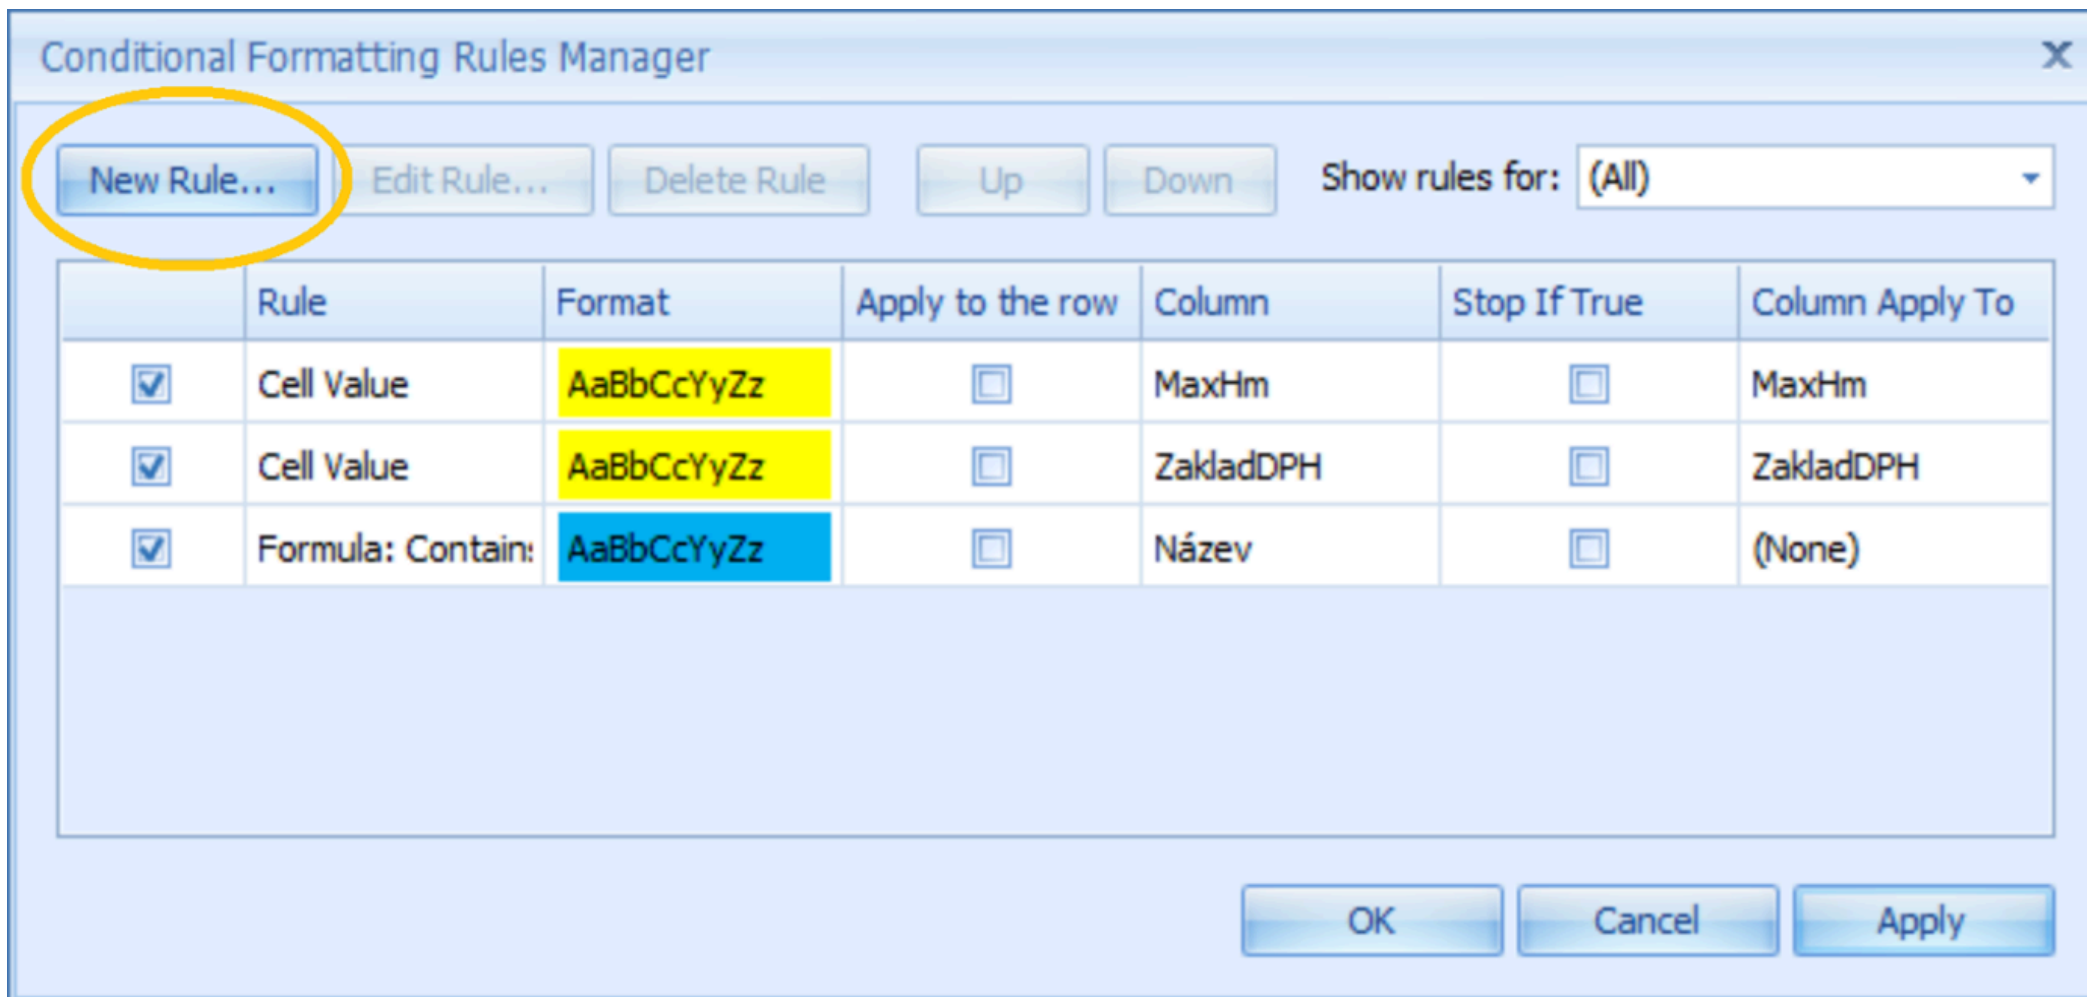 Conditional Formatting Rules Manager
New Rule... Edit Rule... Delete Rule Up Down Show rules for: (All)
Rule Format Apply to the row Column Stop If True Column Apply To
Cell Value AaBbCcYyZz MaxHm MaxHm
Cell Value AaBbCcYyZz ZakladDPH ZakladDPH
Formula: Contain AaBbCcYyZz Název (None)
OK Cancel Apply